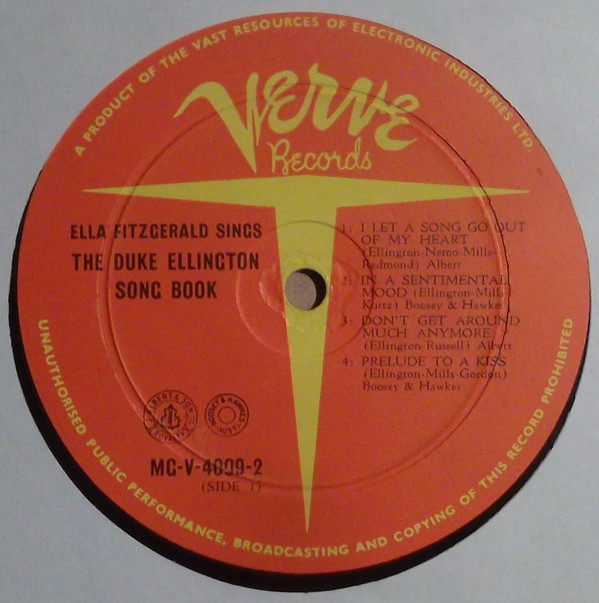 A PRODUCT OF THE VAST RESOURCES OF ELECTRONIC INDUSTRIES LTD.
Verve
Records
ELLA FITZGERALD SINGS
THE DUKE ELLINGTON
SONG BOOK
1: I LET A SONG GO OUT
OF MY HEART
(Ellington-Nemo-Mills-
Redmond) Albert
2: IN A SENTIMENTAL
MOOD (Ellington-Mills-
Kurtz) Boosey & Hawkes
3: DON'T GET AROUND
MUCH ANYMORE
(Ellington-Russell) Albert
4: PRELUDE TO A KISS
(Ellington-Mills-Gordon)
Boosey & Hawkes
MG-V-4009-2
(SIDE 1)
UNAUTHORISED PUBLIC PERFORMANCE, BROADCASTING AND COPYING OF THIS RECORD PROHIBITED